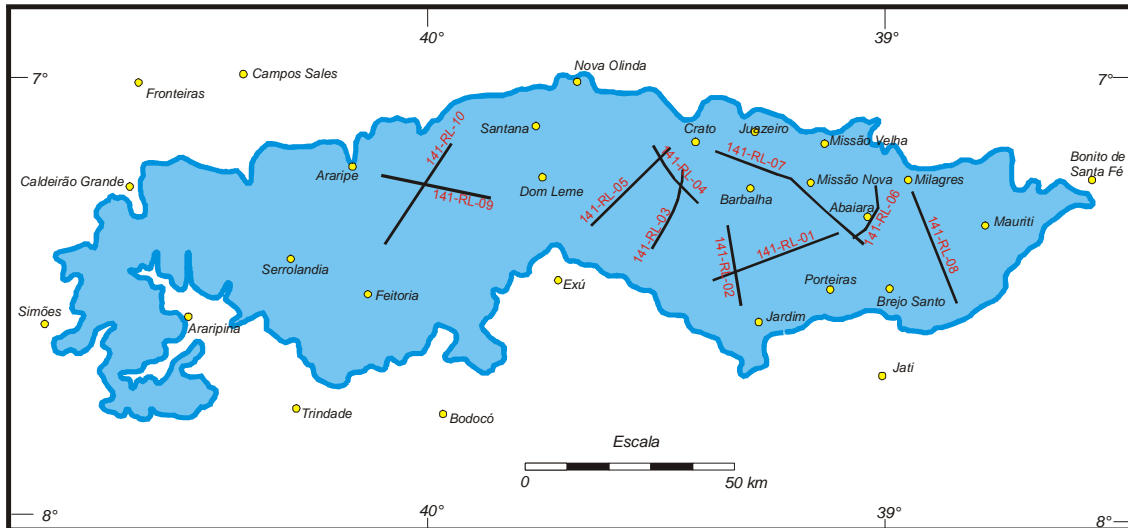 40°
39°
7°
7°
Nova Olinda
Campos Sales
Fronteiras
Santana
Crato
Juazeiro
Missão Velha
141-RL-10
Araripe
141-RL-07
141-RL-04
Bonito de
Santa Fé
Caldeirão Grande
Dom Leme
141-RL-05
Missão Nova
Milagres
141-RL-09
Barbalha
141-RL-06
Abaiara
141-RL-03
Mauriti
141-RL-01
141-RL-02
141-RL-08
Serrolandia
Feitoria
Exú
Porteiras
Brejo Santo
Simões
Araripina
Jardim
Jati
Trindade
Bodocó
Escala
0
50 km
8°
40°
39°
8°